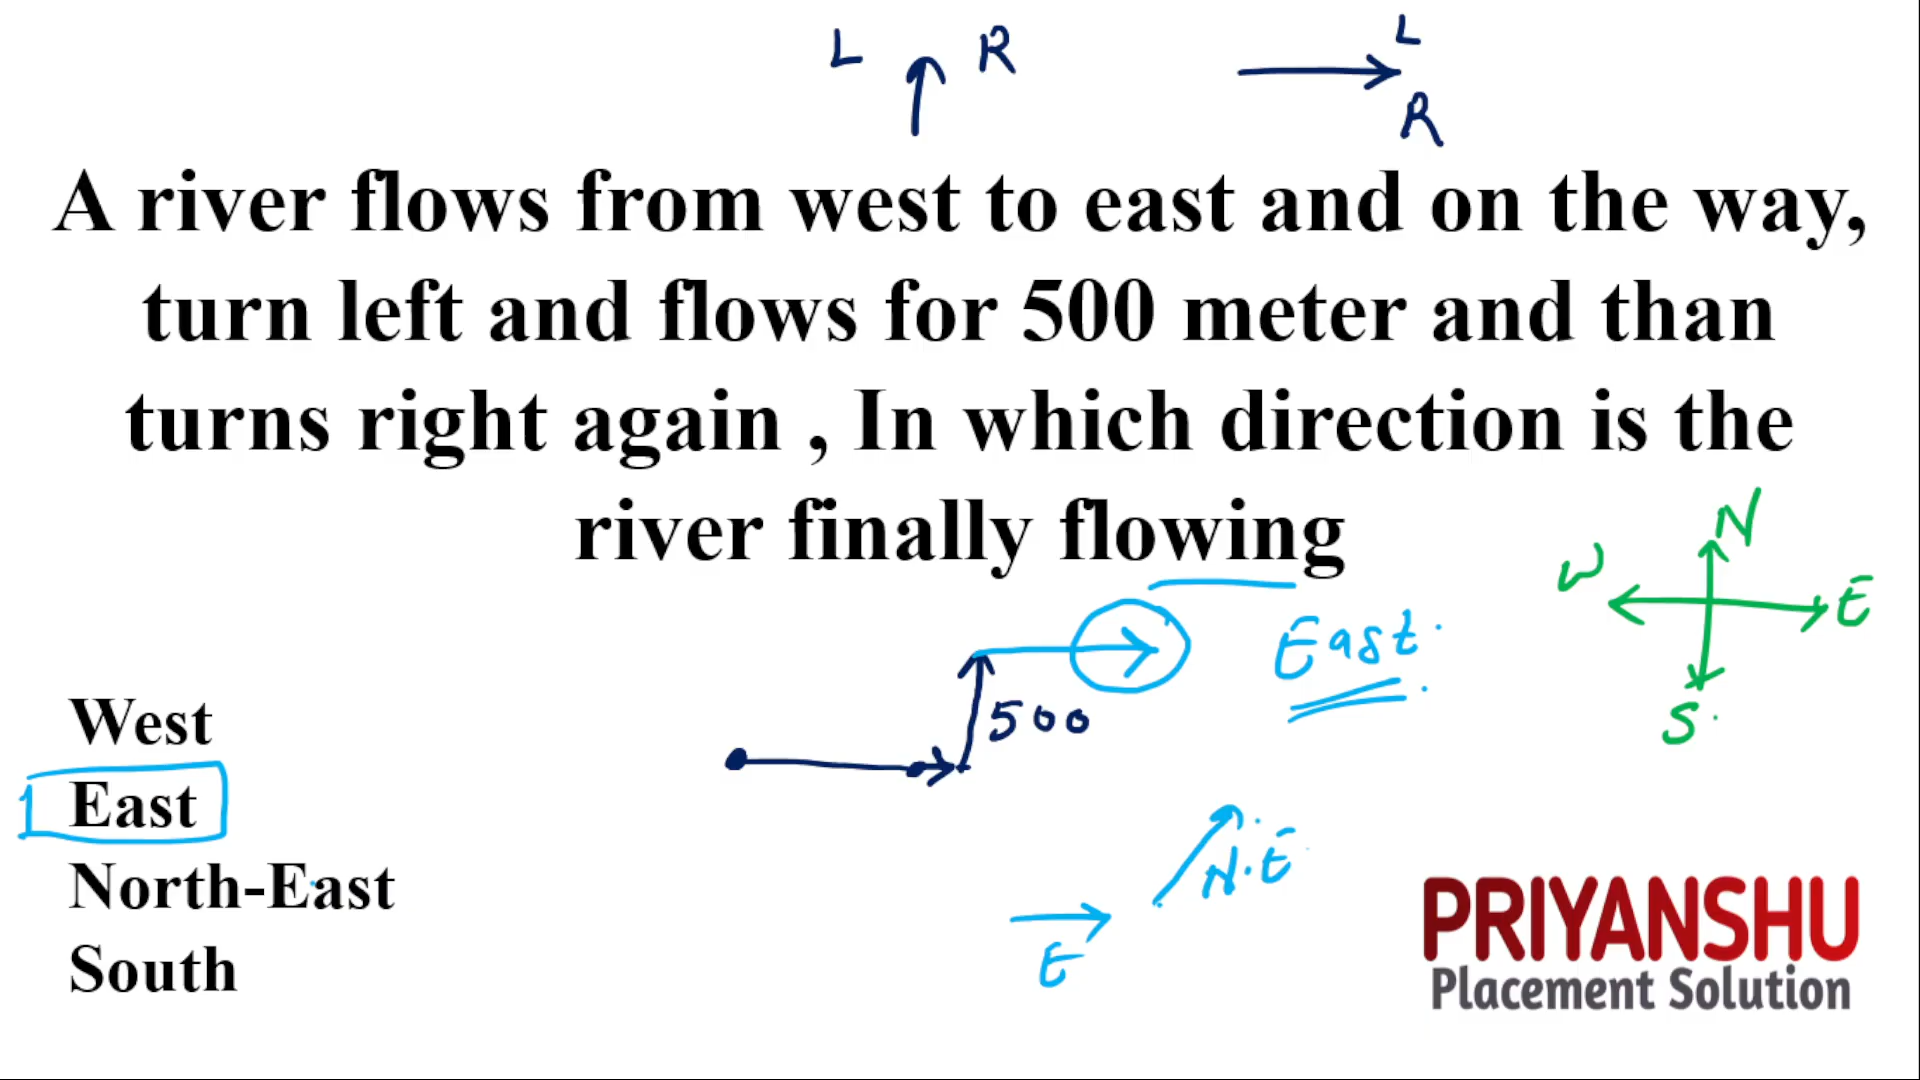 L R L
R
A river flows from west to east and on the way,
turn left and flows for 500 meter and than
turns right again , In which direction is the
river finally flowing
N
W E
East.
S.
500
West
East
North-East
South
N.E
E
PRIYANSHU
Placement Solution